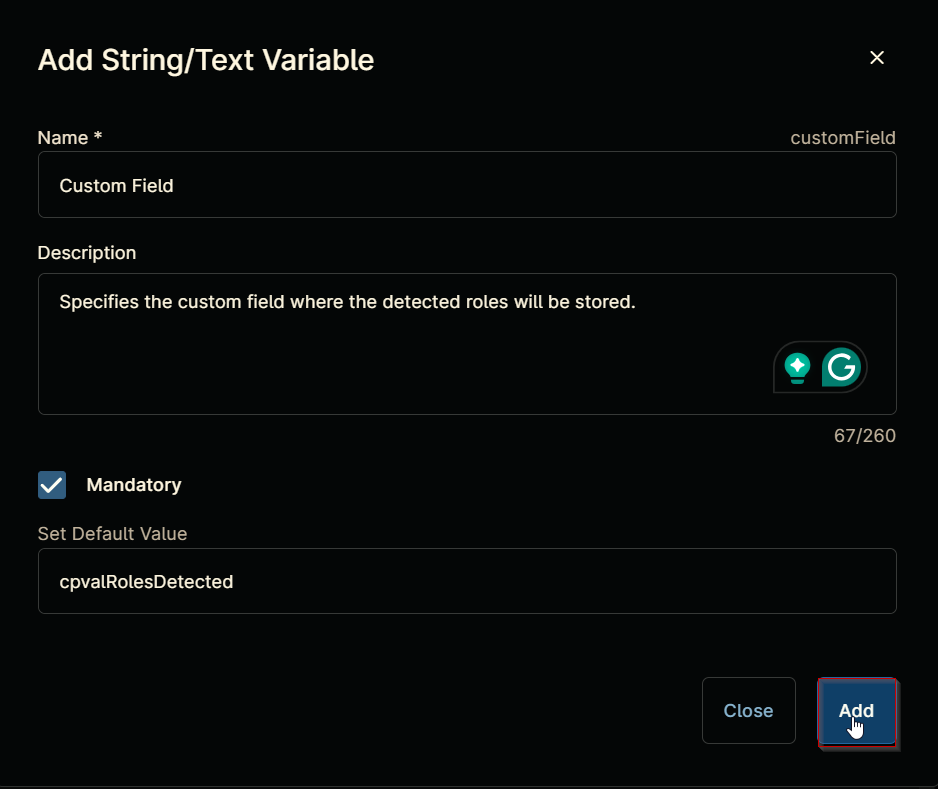 Add String/Text Variable
Name *
customField
Custom Field
Description
Specifies the custom field where the detected roles will be stored.
67/260
Mandatory
Set Default Value
cpvalRolesDetected
Close
Add